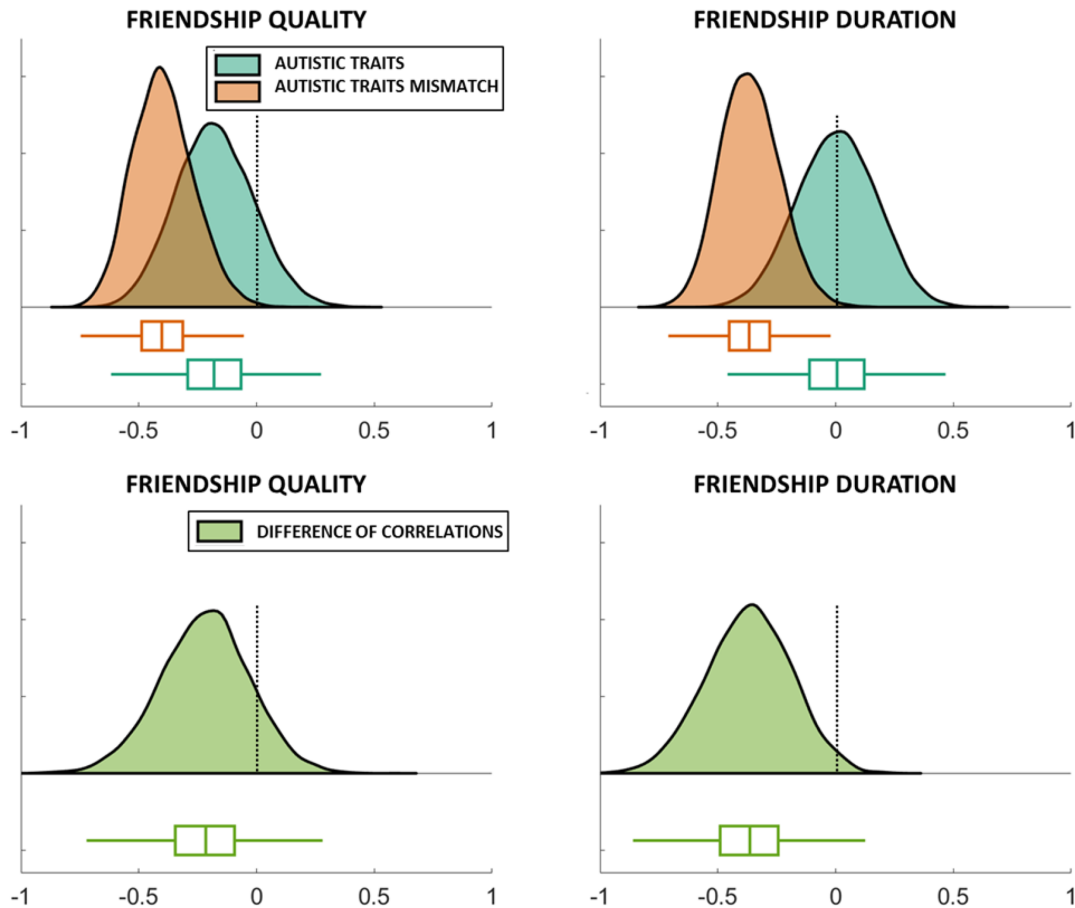 FRIENDSHIP QUALITY
AUTISTIC TRAITS
AUTISTIC TRAITS MISMATCH
-1 -0.5 0 0.5 1
FRIENDSHIP DURATION
-1 -0.5 0 0.5 1
FRIENDSHIP QUALITY
DIFFERENCE OF CORRELATIONS
-1 -0.5 0 0.5 1
FRIENDSHIP DURATION
-1 -0.5 0 0.5 1